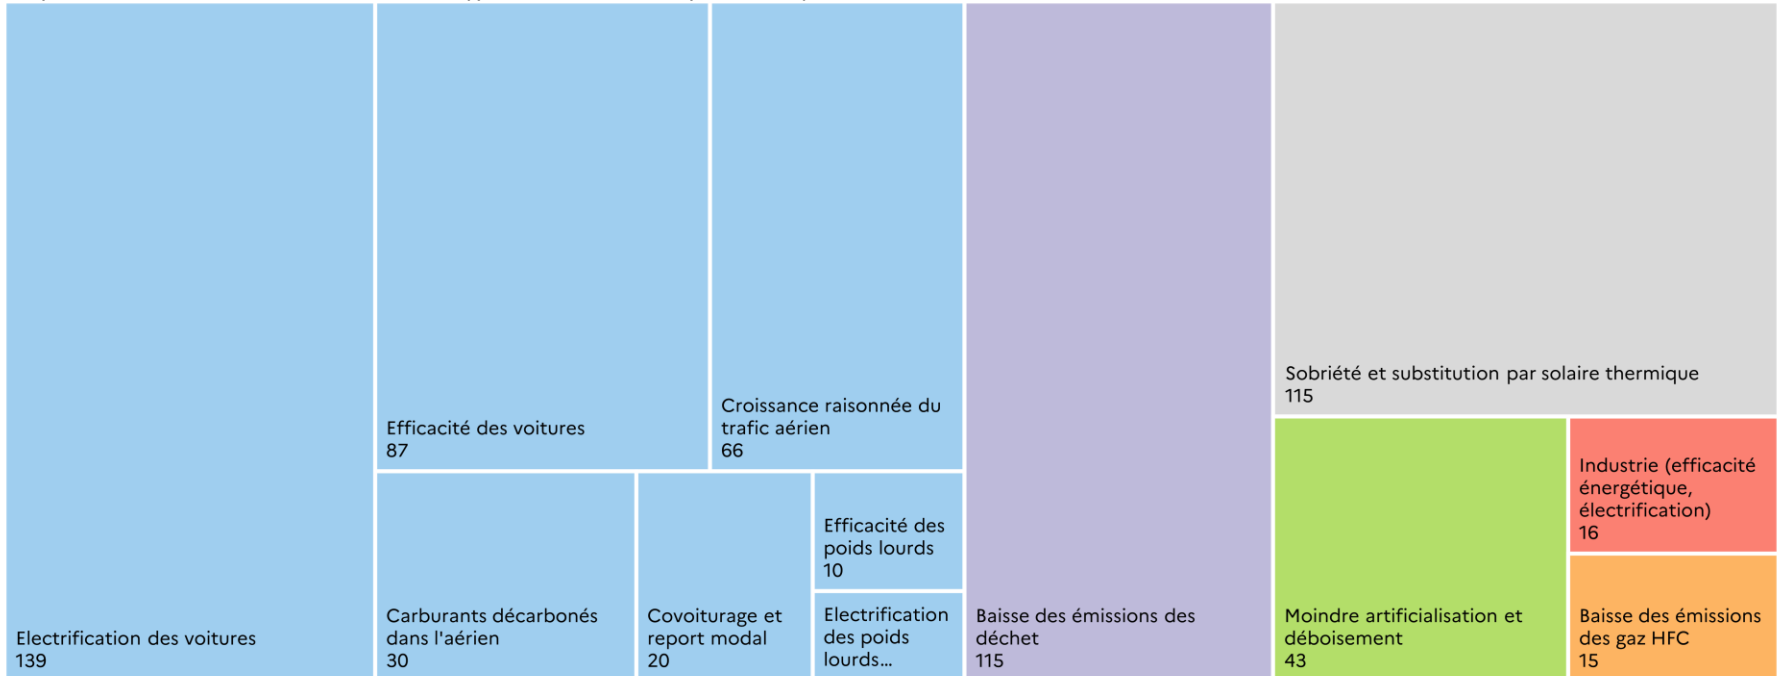 Electrification des voitures
139
Efficacité des voitures
87
Croissance raisonnée du
trafic aérien
66
Carburants décarbonés
dans l'aérien
30
Covoiturage et
report modal
20
Efficacité des
poids lourds
10
Electrification
des poids
lourds...
Baisse des émissions des
déchet
115
Sobriété et substitution par solaire thermique
115
Moindre artificialisation et
déboisement
43
Industrie (efficacité
énergétique,
électrification)
16
Baisse des émissions
des gaz HFC
15